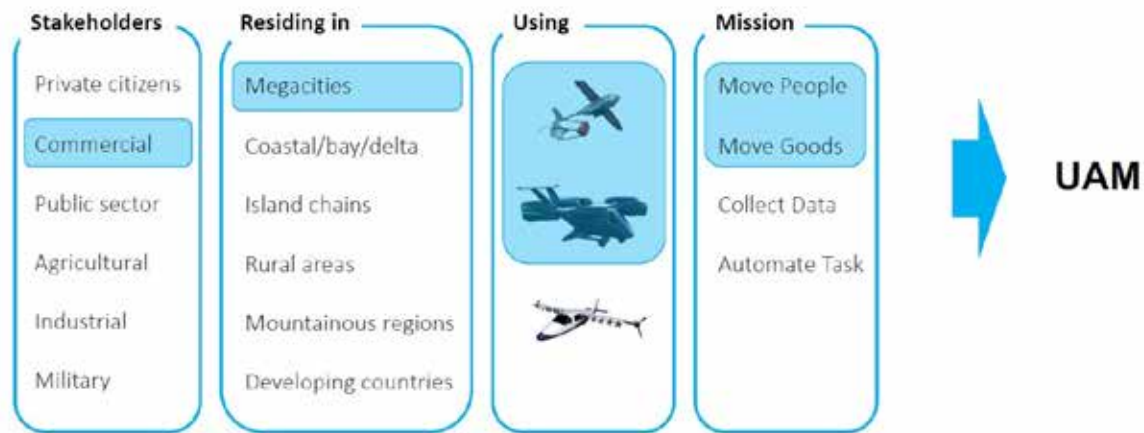 Stakeholders
Private citizens
Commercial
Public sector
Agricultural
Industrial
Military
Residing in
Megacities
Coastal/bay/delta
Island chains
Rural areas
Mountainous regions
Developing countries
Using
Mission
Move People
Move Goods
Collect Data
Automate Task
UAM